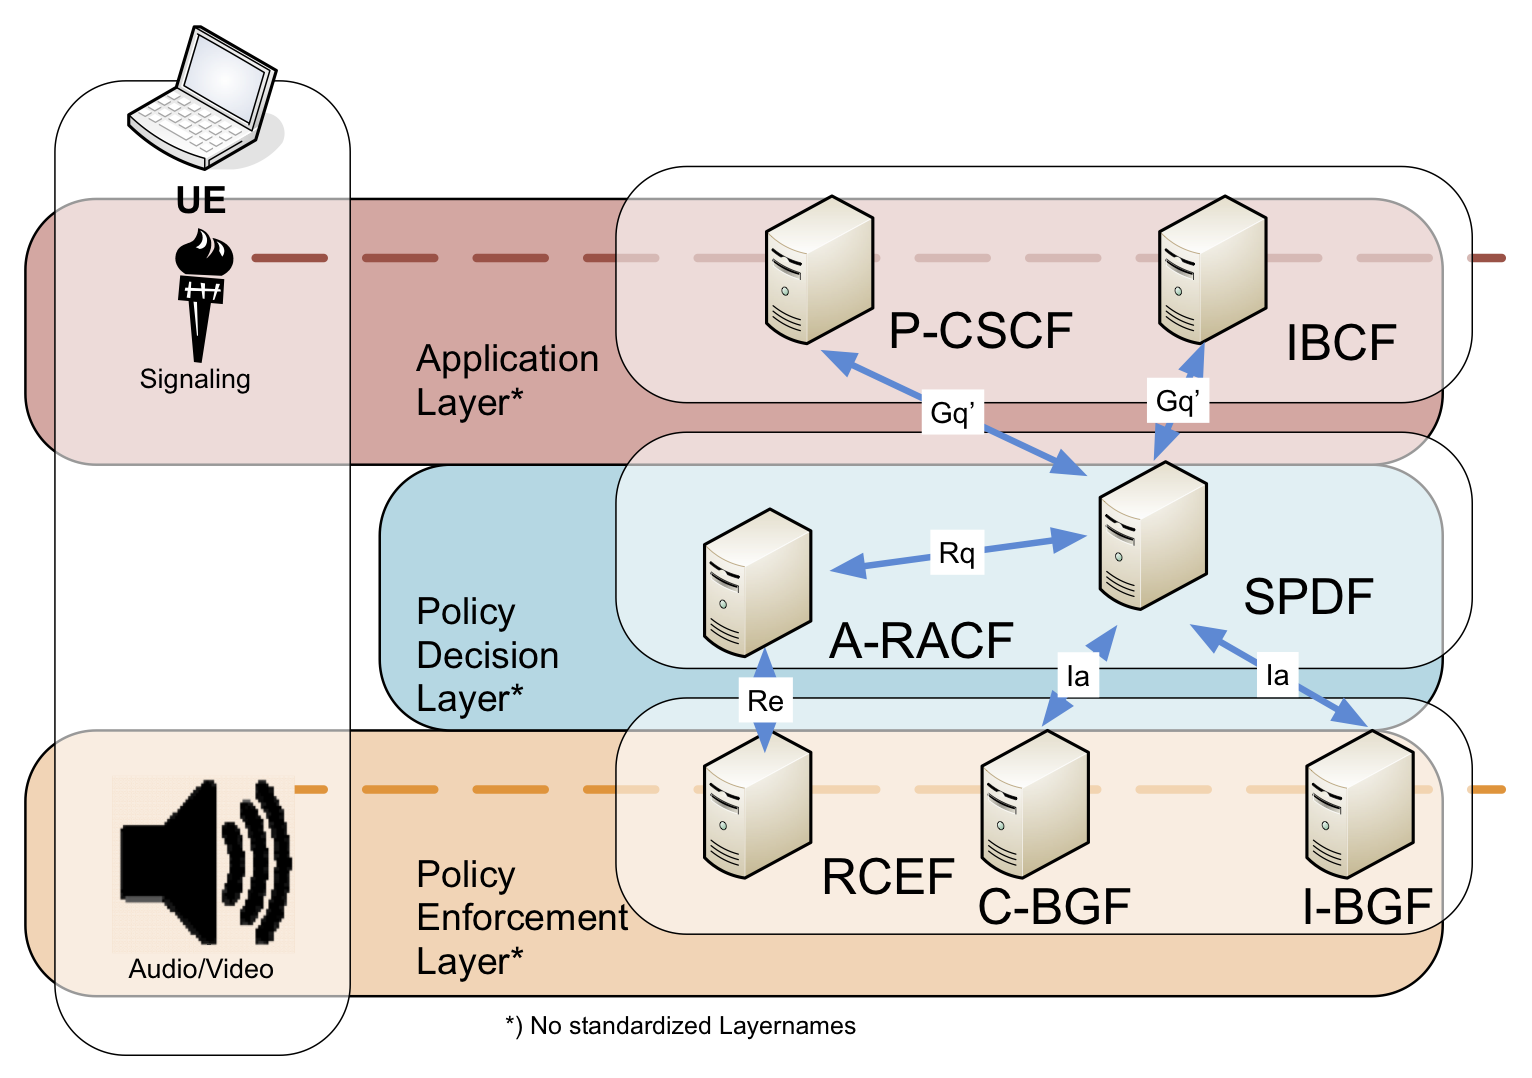 UE
Signaling
Application
Layer*
P-CSCF
IBCF
Gq’
Gq’
Policy
Decision
Layer*
A-RACF
Rq
SPDF
Re
Ia
Ia
Policy
Enforcement
Layer*
RCEF
C-BGF
I-BGF
Audio/Video
*) No standardized Layernames